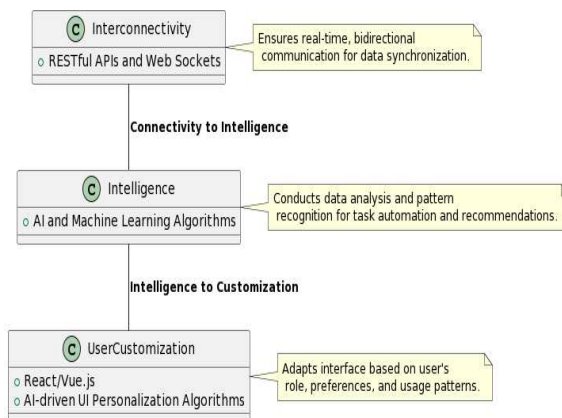 C Interconnectivity
RESTful APIs and Web Sockets
Ensures real-time, bidirectional
communication for data synchronization.
Connectivity to Intelligence
C Intelligence
AI and Machine Learning Algorithms
Conducts data analysis and pattern
recognition for task automation and recommendations.
Intelligence to Customization
C UserCustomization
React/Vue.js
AI-driven UI Personalization Algorithms
Adapts interface based on user's
role, preferences, and usage patterns.